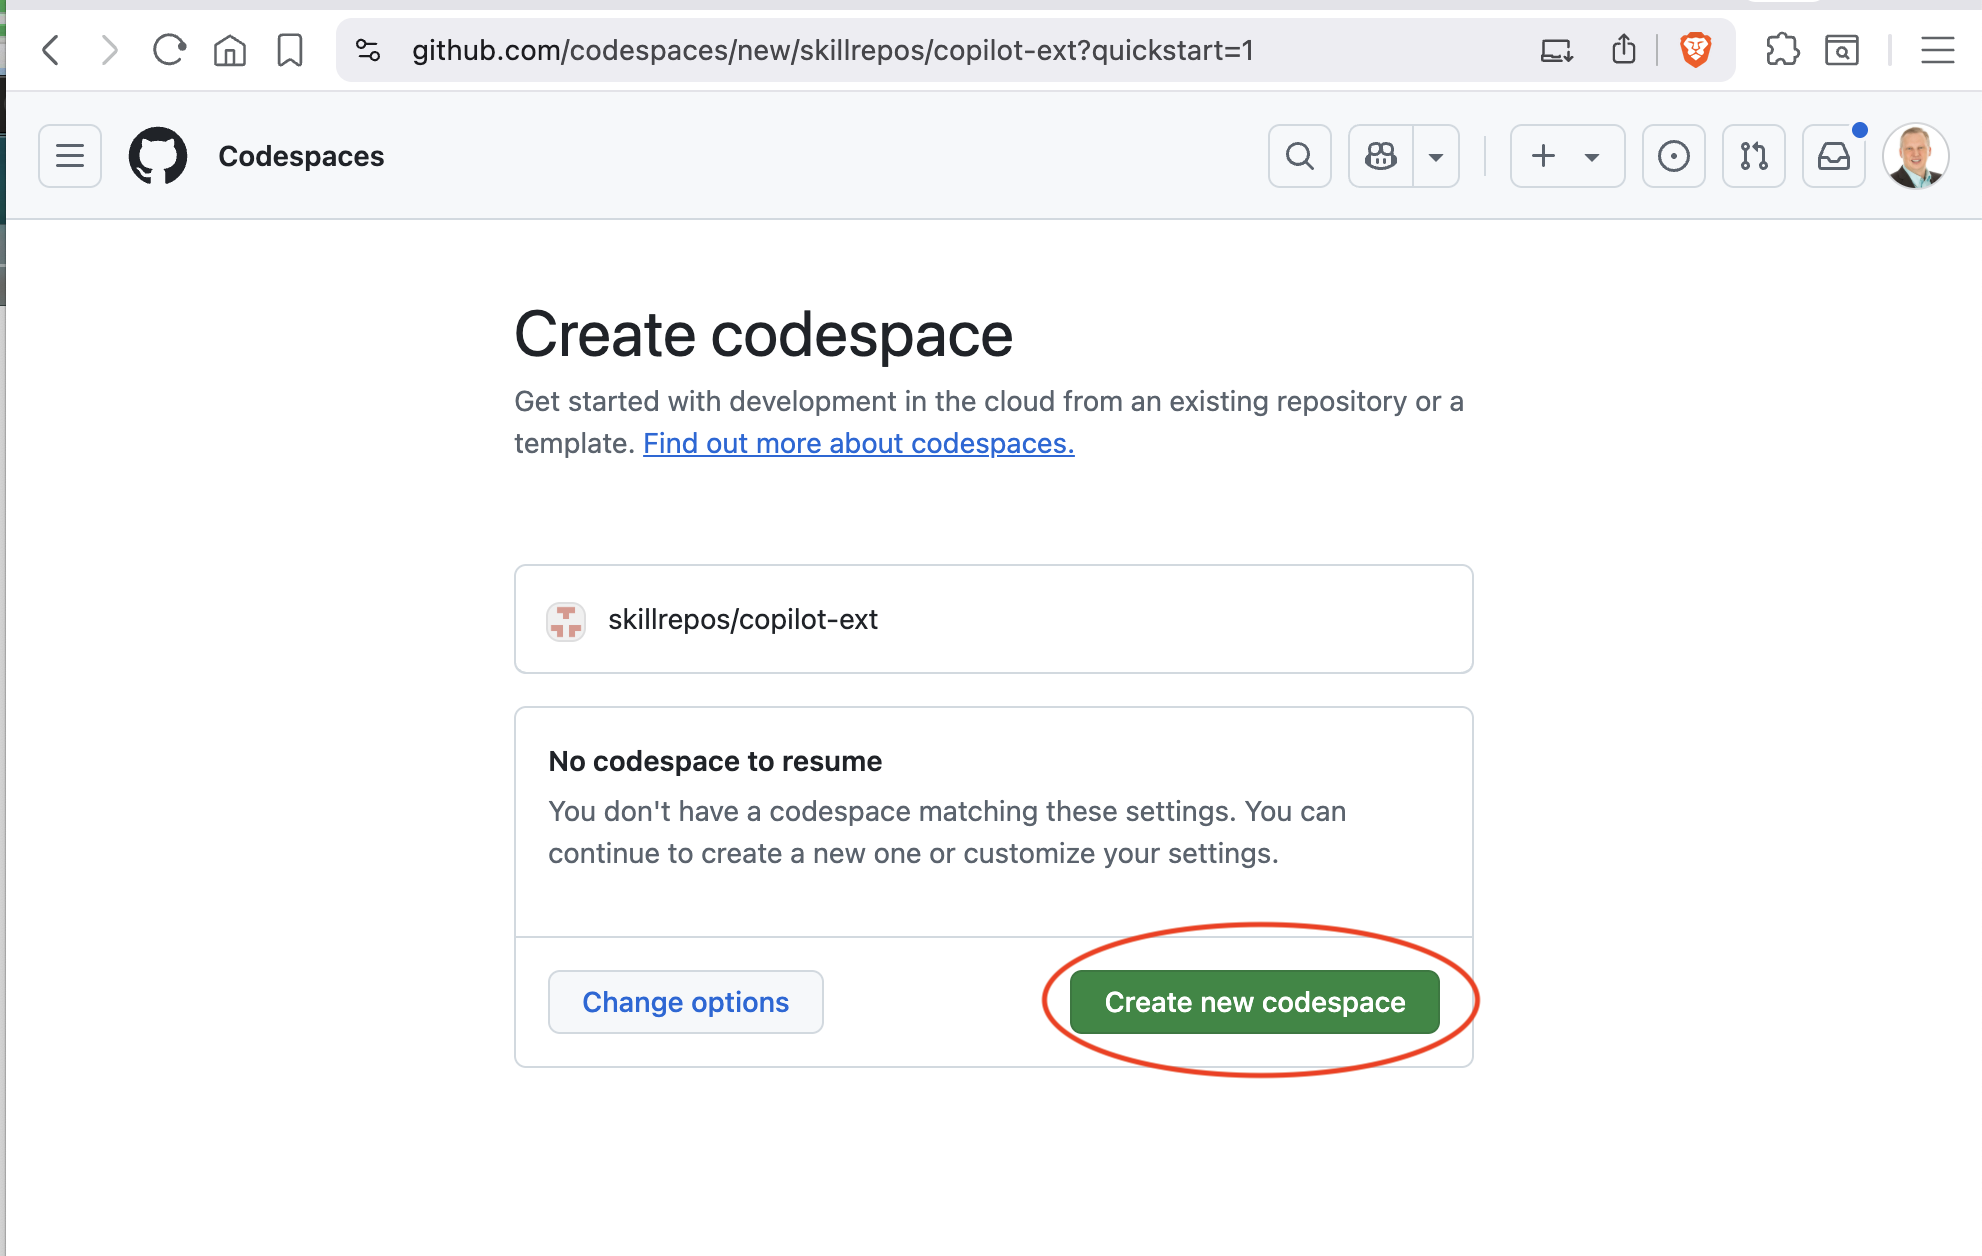 github.com/codespaces/new/skillrepos/copilot-ext?quickstart=1
Codespaces
Create codespace
Get started with development in the cloud from an existing repository or a
template. Find out more about codespaces.
skillrepos/copilot-ext
No codespace to resume
You don't have a codespace matching these settings. You can
continue to create a new one or customize your settings.
Change options
Create new codespace